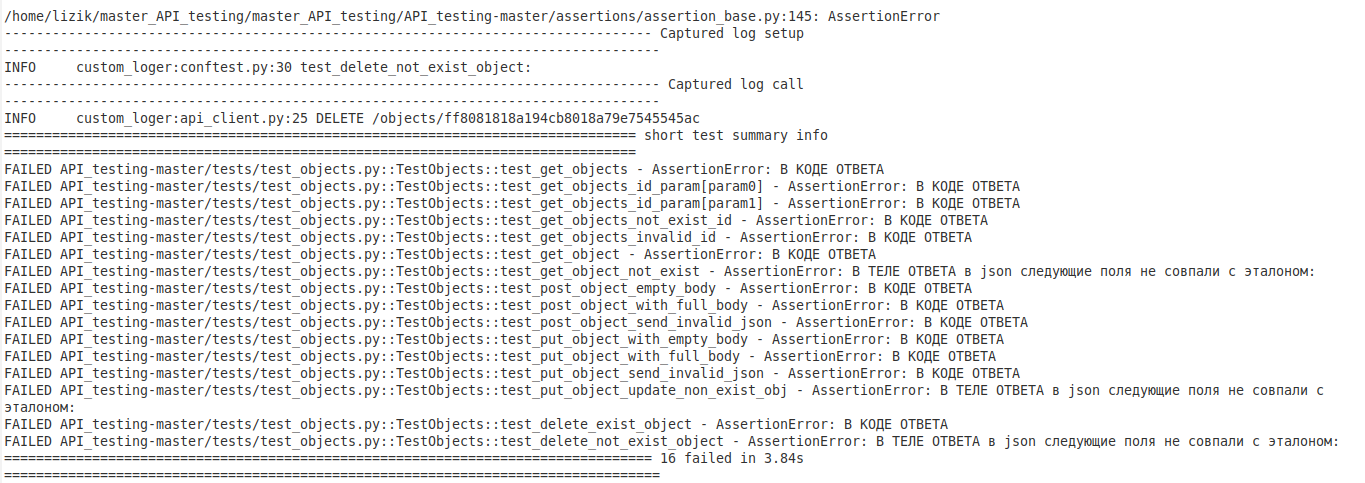 /home/lizik/master_API_testing/master_API_testing/API_testing-master/assertions/assertion_base.py:145: AssertionError
--------------------------------------------------------------------------------- Captured log setup
----------------------------------------------------------------------------------
INFO     custom_loger:conftest.py:30 test_delete_not_exist_object:
---------------------------------------------------------------------------------- Captured log call
----------------------------------------------------------------------------------
INFO     custom_loger:api_client.py:25 DELETE /objects/ff8081818a194cb8018a79e7545545ac
=============================================================================== short test summary info
===============================================================================
FAILED API_testing-master/tests/test_objects.py::TestObjects::test_get_objects - AssertionError: В КОДЕ ОТВЕТА
FAILED API_testing-master/tests/test_objects.py::TestObjects::test_get_objects_id_param[param0] - AssertionError: В КОДЕ ОТВЕТА
FAILED API_testing-master/tests/test_objects.py::TestObjects::test_get_objects_id_param[param1] - AssertionError: В КОДЕ ОТВЕТА
FAILED API_testing-master/tests/test_objects.py::TestObjects::test_get_objects_not_exist_id - AssertionError: В КОДЕ ОТВЕТА
FAILED API_testing-master/tests/test_objects.py::TestObjects::test_get_objects_invalid_id - AssertionError: В КОДЕ ОТВЕТА
FAILED API_testing-master/tests/test_objects.py::TestObjects::test_get_object - AssertionError: В КОДЕ ОТВЕТА
FAILED API_testing-master/tests/test_objects.py::TestObjects::test_get_object_not_exist - AssertionError: В ТЕЛЕ ОТВЕТА в json следующие поля не совпали с эталоном:
FAILED API_testing-master/tests/test_objects.py::TestObjects::test_post_object_empty_body - AssertionError: В КОДЕ ОТВЕТА
FAILED API_testing-master/tests/test_objects.py::TestObjects::test_post_object_with_full_body - AssertionError: В КОДЕ ОТВЕТА
FAILED API_testing-master/tests/test_objects.py::TestObjects::test_post_object_send_invalid_json - AssertionError: В КОДЕ ОТВЕТА
FAILED API_testing-master/tests/test_objects.py::TestObjects::test_put_object_with_empty_body - AssertionError: В КОДЕ ОТВЕТА
FAILED API_testing-master/tests/test_objects.py::TestObjects::test_put_object_with_full_body - AssertionError: В КОДЕ ОТВЕТА
FAILED API_testing-master/tests/test_objects.py::TestObjects::test_put_object_send_invalid_json - AssertionError: В КОДЕ ОТВЕТА
FAILED API_testing-master/tests/test_objects.py::TestObjects::test_put_object_update_non_exist_obj - AssertionError: В ТЕЛЕ ОТВЕТА в json следующие поля не совпали с
эталоном:
FAILED API_testing-master/tests/test_objects.py::TestObjects::test_delete_exist_object - AssertionError: В КОДЕ ОТВЕТА
FAILED API_testing-master/tests/test_objects.py::TestObjects::test_delete_not_exist_object - AssertionError: В ТЕЛЕ ОТВЕТА в json следующие поля не совпали с эталоном:
================================================================================= 16 failed in 3.84s
==================================================================================